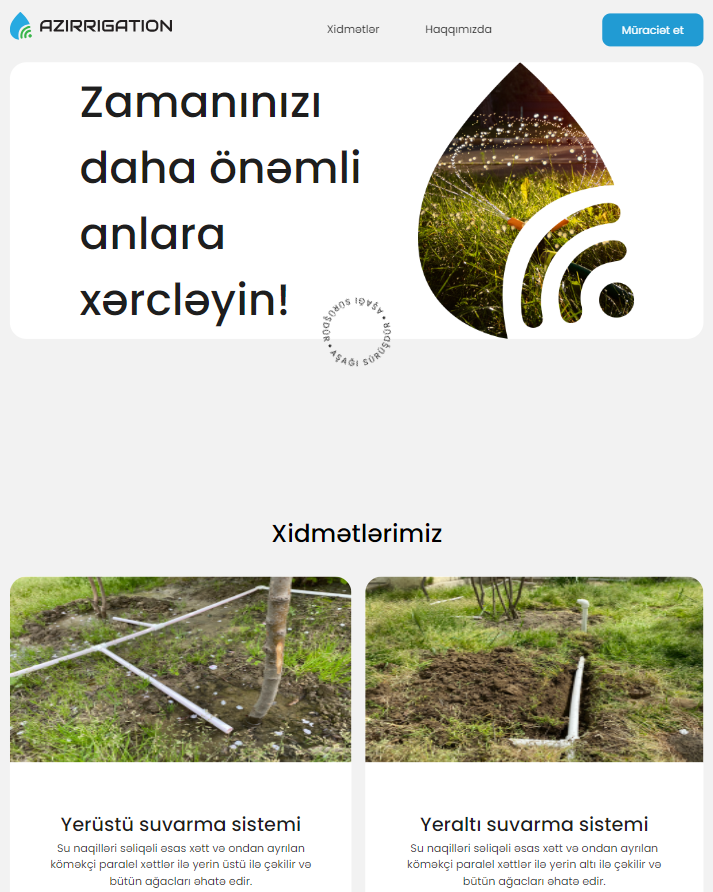 AZIRRIGATION
Xidmətlər
Haqqımızda
Müraciət et
Zamanınızı
daha önəmli
anlara
xərcləyin!
AŞAĞI SÜRÜŞDÜR • AŞAĞI SÜRÜŞDÜR •
Xidmətlərimiz
Yerüstü suvarma sistemi
Su naqilləri səliqəli əsas xətt və ondan ayrılan
köməkçi paralel xəttlər ilə yerin üstü ilə çəkilir və
bütün ağacları əhatə edir.
Yeraltı suvarma sistemi
Su naqilləri səliqəli əsas xətt və ondan ayrılan
köməkçi paralel xəttlər ilə yerin altı ilə çəkilir və
bütün ağacları əhatə edir.